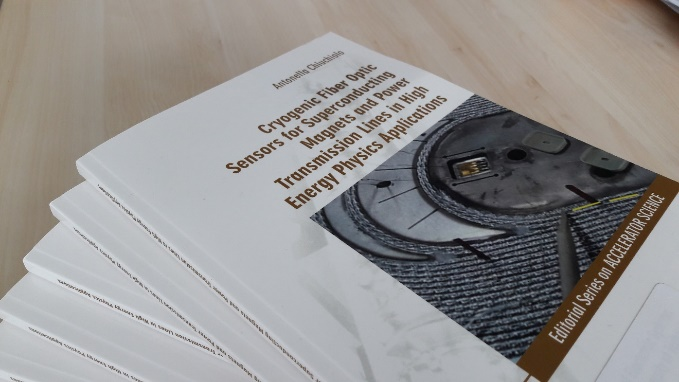 Antonella Chiuchiolo
Cryogenic Fiber Optic
Sensors for Superconducting
Magnets and Power
Transmission Lines in High
Energy Physics Applications
Editorial Series on ACCELERATOR SCIENCE